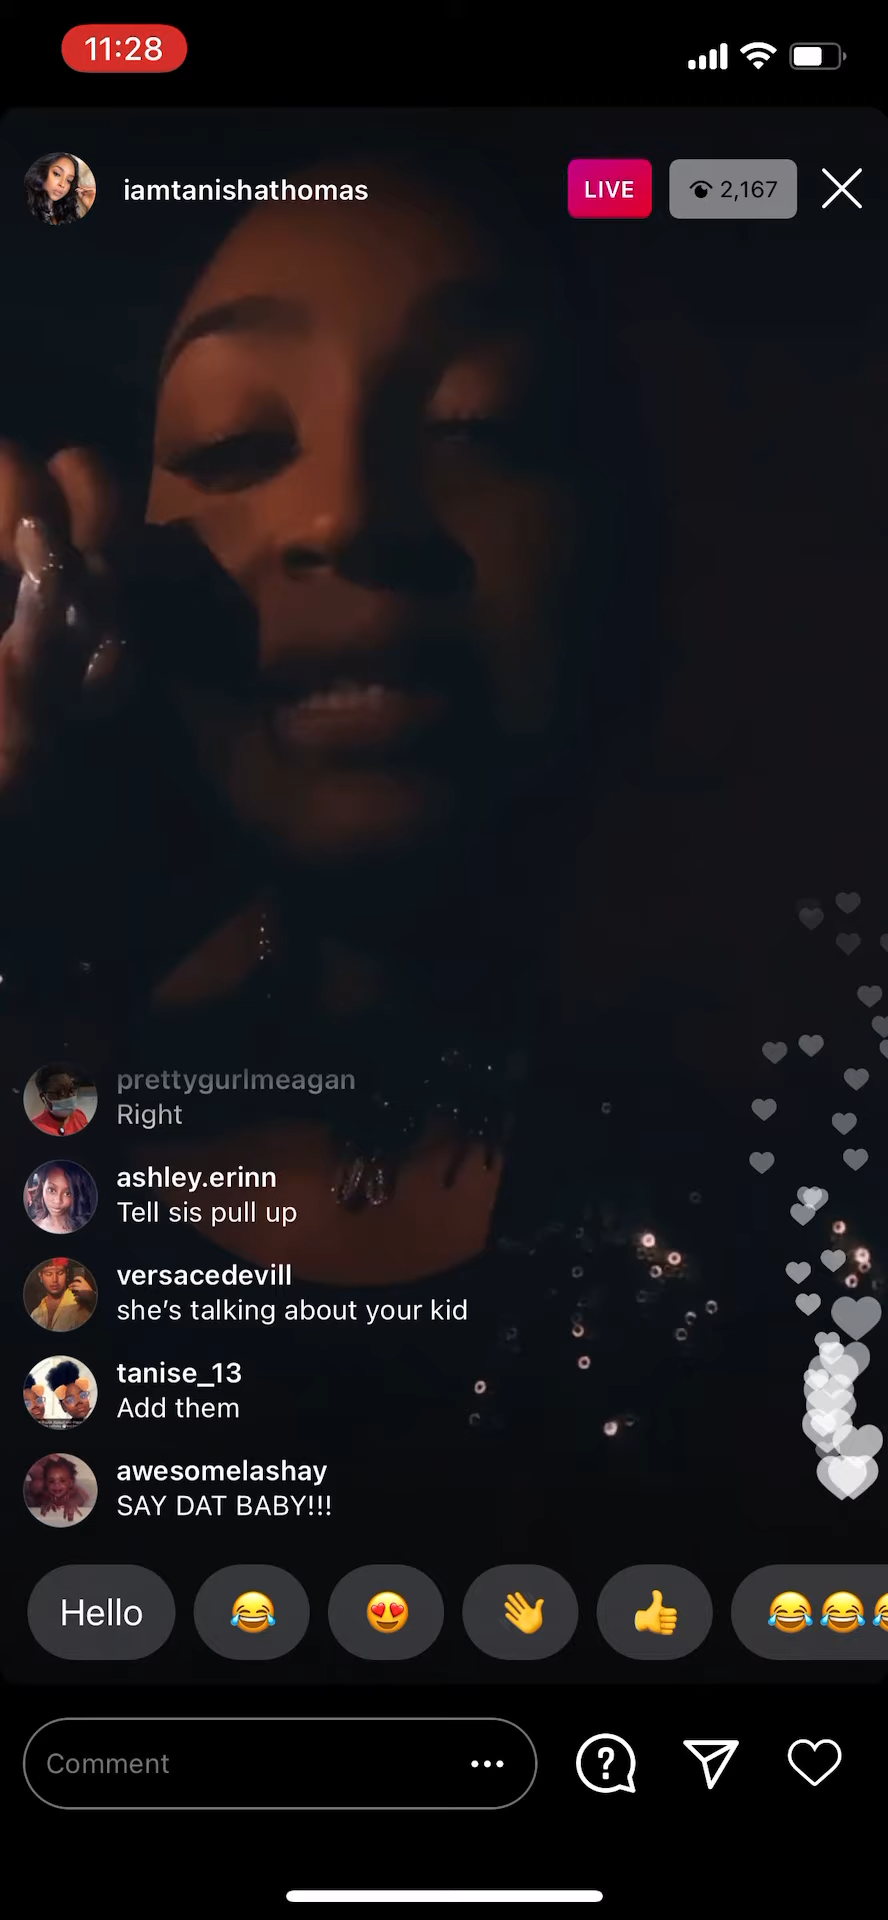 11:28
iamtanishathomas
LIVE
2,167
prettygurlmeagan
Right
ashley.erinn
Tell sis pull up
versacedevill
she’s talking about your kid
tanise_13
Add them
awesomelashay
SAY DAT BABY!!!
Hello
Comment